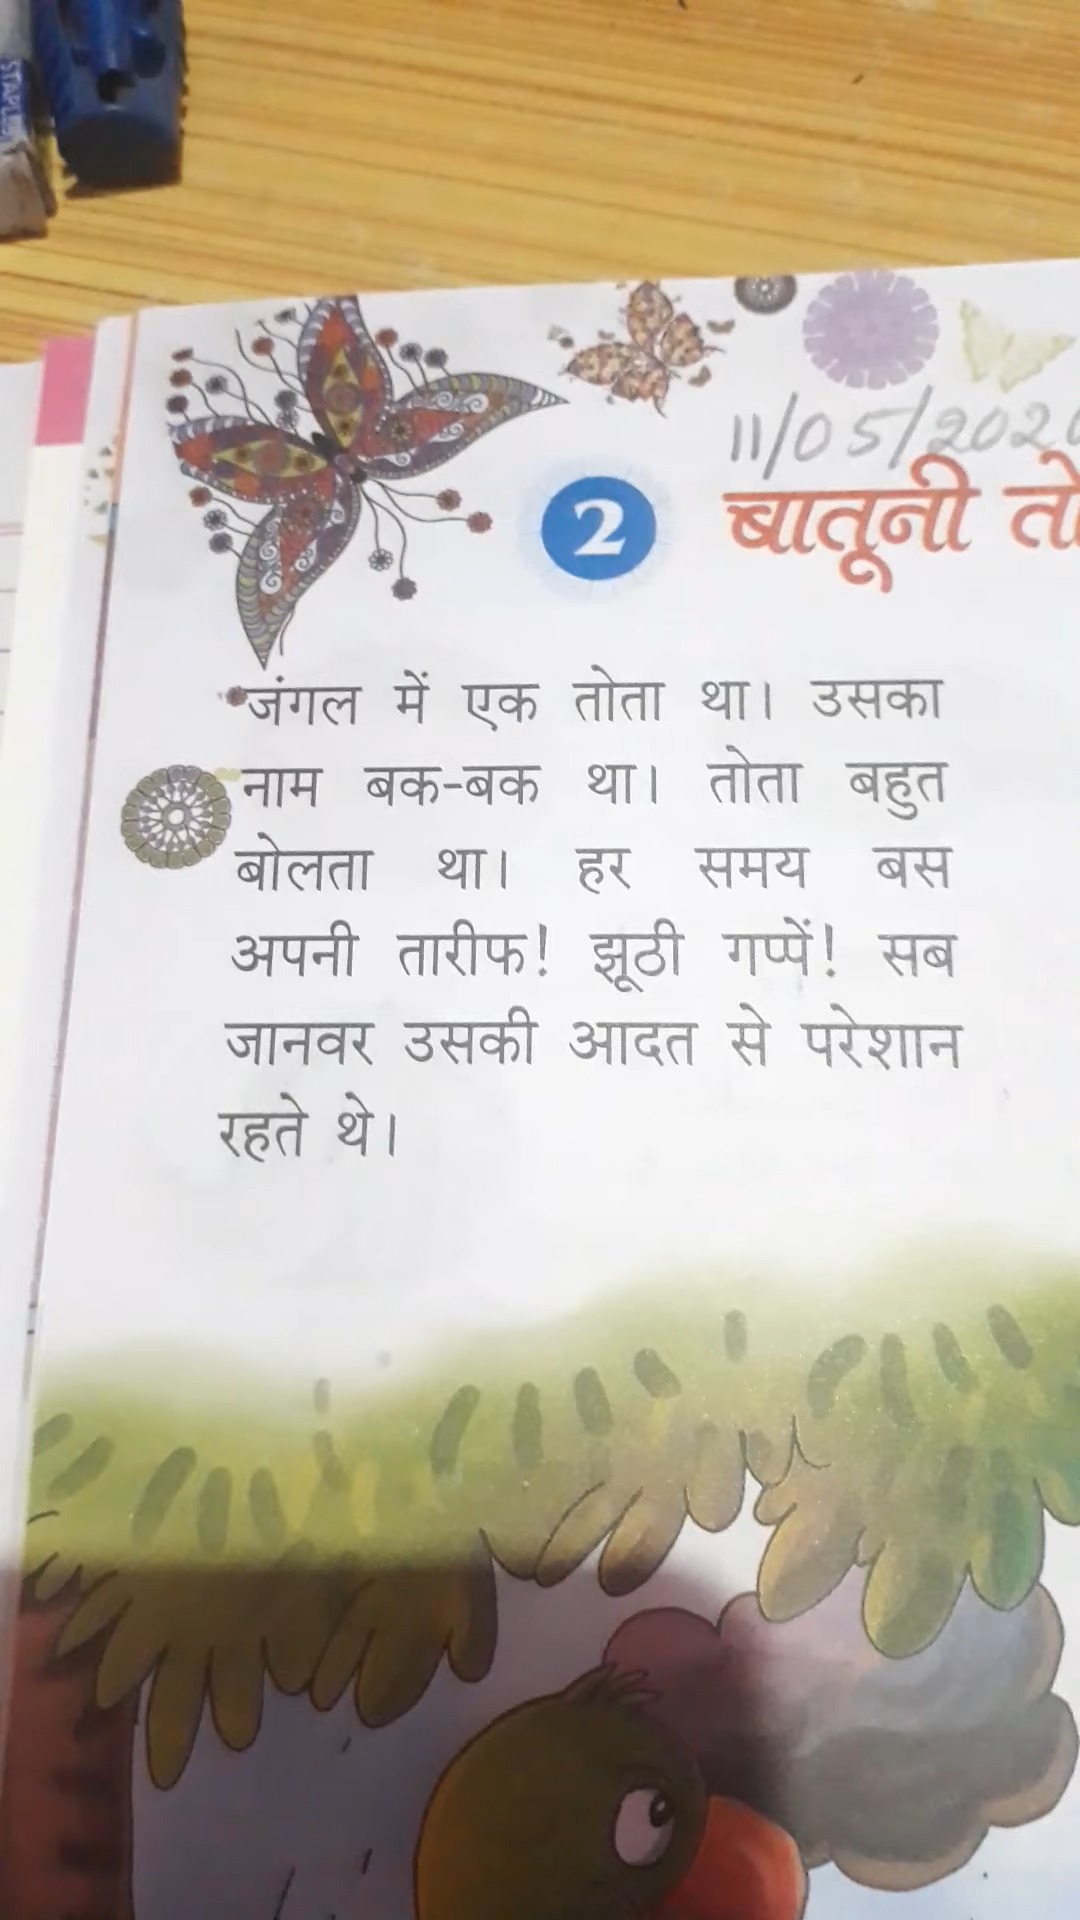 11/05/2020
2 बातूनी
जंगल में एक तोता था। उसका
नाम बक-बक था। तोता बहुत
बोलता था। हर समय बस
अपनी तारीफ! झूठी गप्पें! सब
जानवर उसकी आदत से परेशान
रहते थे।